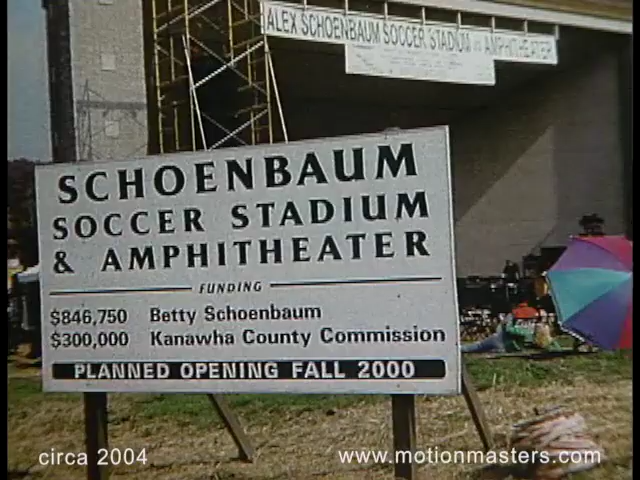 ALEX SCHOENBAUM SOCCER STADIUM AMPHITHEATER
SCHOENBAUM
SOCCER STADIUM
& AMPHITHEATER
FUNDING
$846,750 Betty Schoenbaum
$300,000 Kanawha County Commission
PLANNED OPENING FALL 2000
circa 2004 www.motionmasters.com